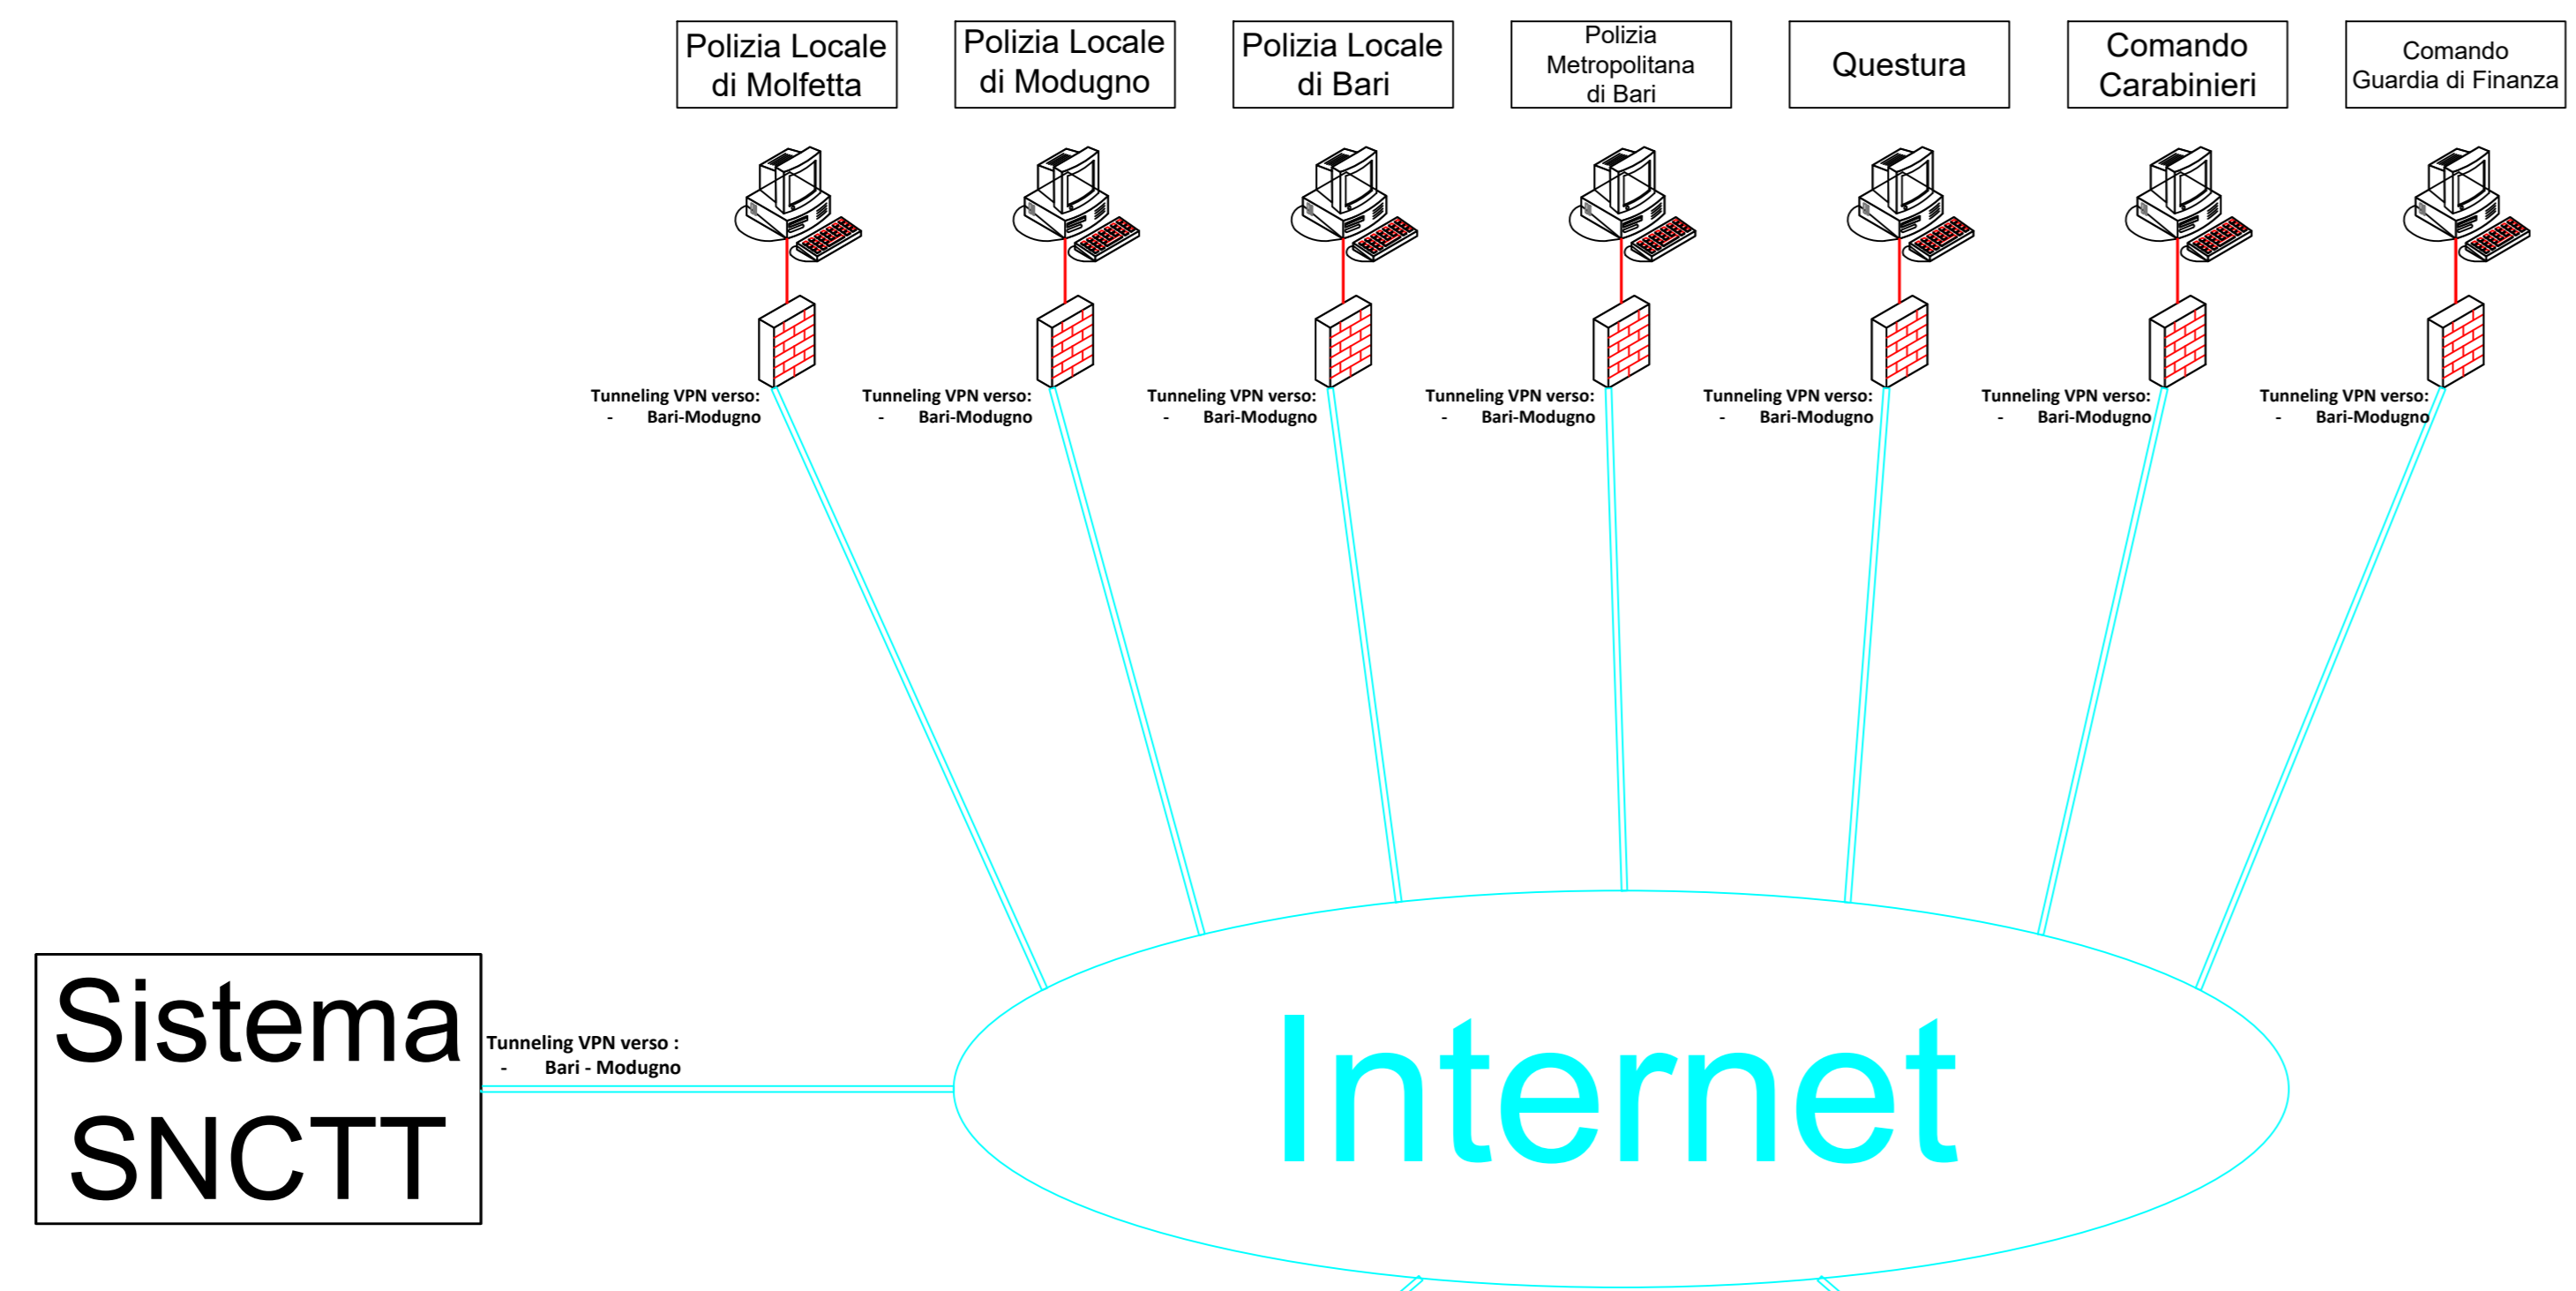 Polizia Locale
di Molfetta
Polizia Locale
di Modugno
Polizia Locale
di Bari
Polizia
Metropolitana
di Bari
Questura
Comando
Carabinieri
Comando
Guardia di Finanza
Tunneling VPN verso:
- Bari-Modugno
Tunneling VPN verso:
- Bari-Modugno
Tunneling VPN verso:
- Bari-Modugno
Tunneling VPN verso:
- Bari-Modugno
Tunneling VPN verso:
- Bari-Modugno
Tunneling VPN verso:
- Bari-Modugno
Tunneling VPN verso:
- Bari-Modugno
Sistema
SNCTT
Tunneling VPN verso :
- Bari - Modugno
Internet